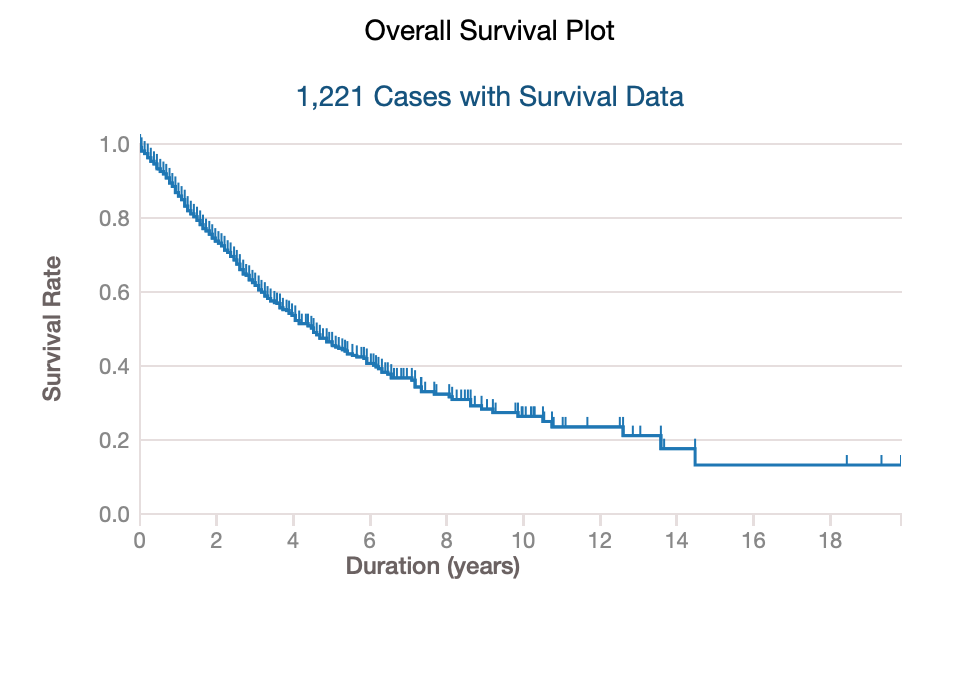 Overall Survival Plot
1,221 Cases with Survival Data
1.0
0.8
0.6
0.4
0.2
0.0
Survival Rate
0 2 4 6 8 10 12 14 16 18
Duration (years)